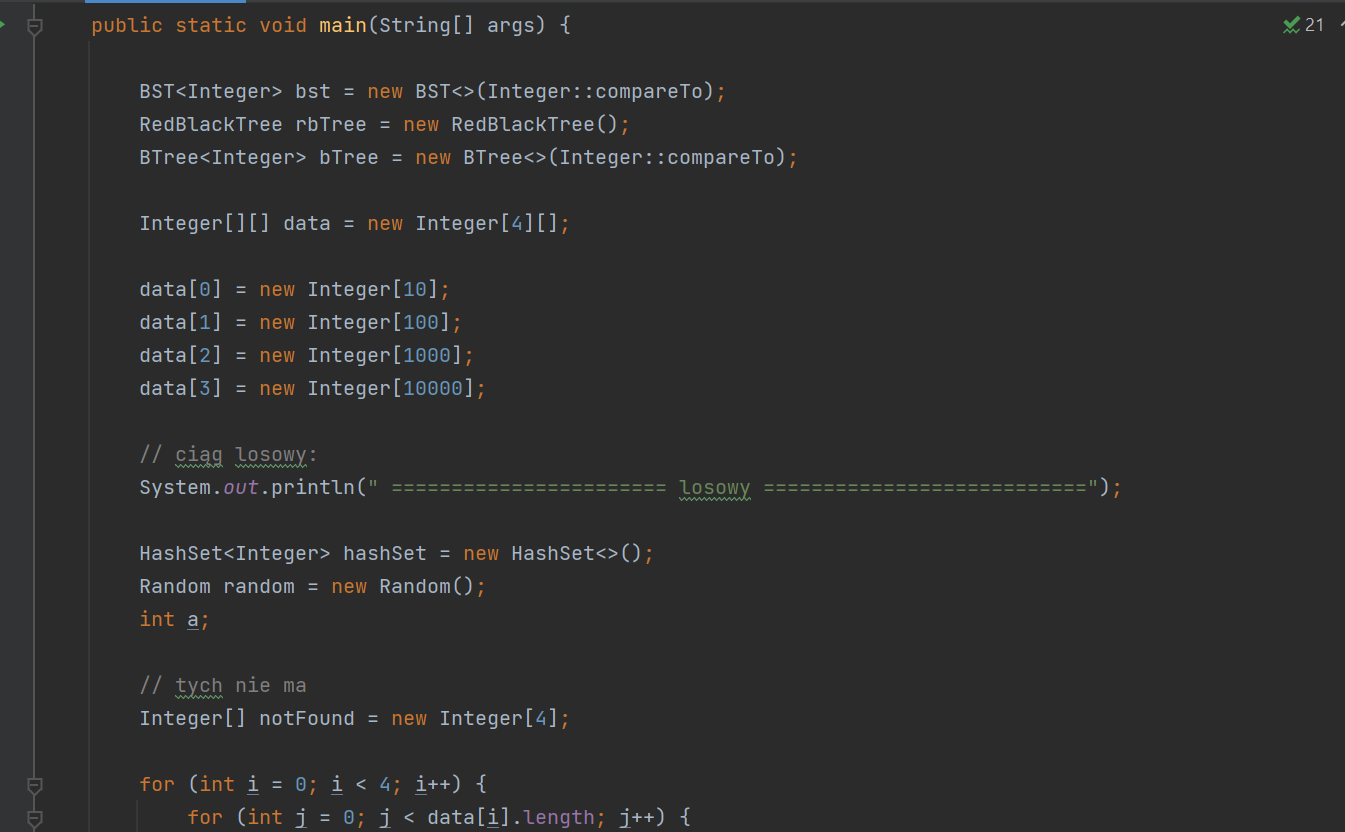 public static void main(String[] args) {
21
BST<Integer> bst = new BST<>(Integer::compareTo);
RedBlackTree rbTree = new RedBlackTree();
BTree<Integer> bTree = new BTree<>(Integer::compareTo);
Integer[][] data = new Integer[4][];
data[0] = new Integer[10];
data[1] = new Integer[100];
data[2] = new Integer[1000];
data[3] = new Integer[10000];
// ciąg losowy:
System.out.println(" ======================= losowy ===========================");
HashSet<Integer> hashSet = new HashSet<>();
Random random = new Random();
int a;
// tych nie ma
Integer[] notFound = new Integer[4];
for (int i = 0; i < 4; i++) {
for (int j = 0; j < data[i].length; j++) {